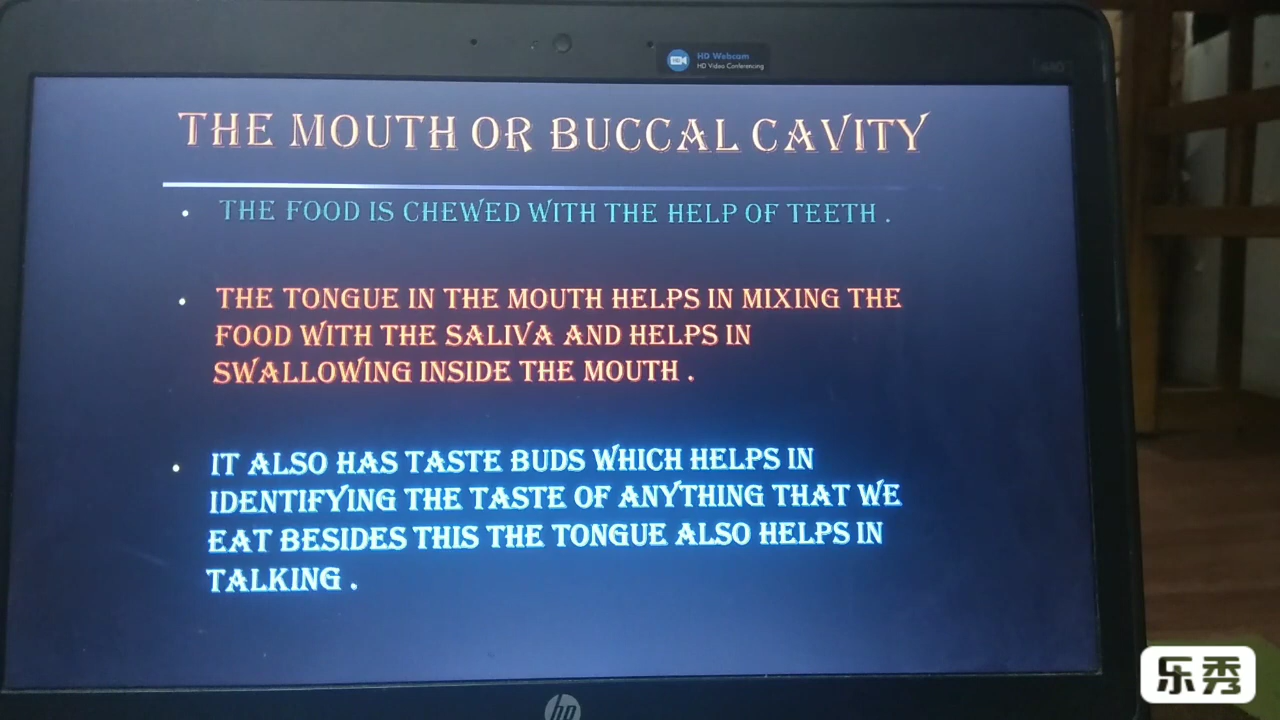 HD Webcam
HD Video Conferencing
THE MOUTH OR BUCCAL CAVITY
• THE FOOD IS CHEWED WITH THE HELP OF TEETH .
• THE TONGUE IN THE MOUTH HELPS IN MIXING THE
FOOD WITH THE SALIVA AND HELPS IN
SWALLOWING INSIDE THE MOUTH .
• IT ALSO HAS TASTE BUDS WHICH HELPS IN
IDENTIFYING THE TASTE OF ANYTHING THAT WE
EAT BESIDES THIS THE TONGUE ALSO HELPS IN
TALKING .
hp
乐秀